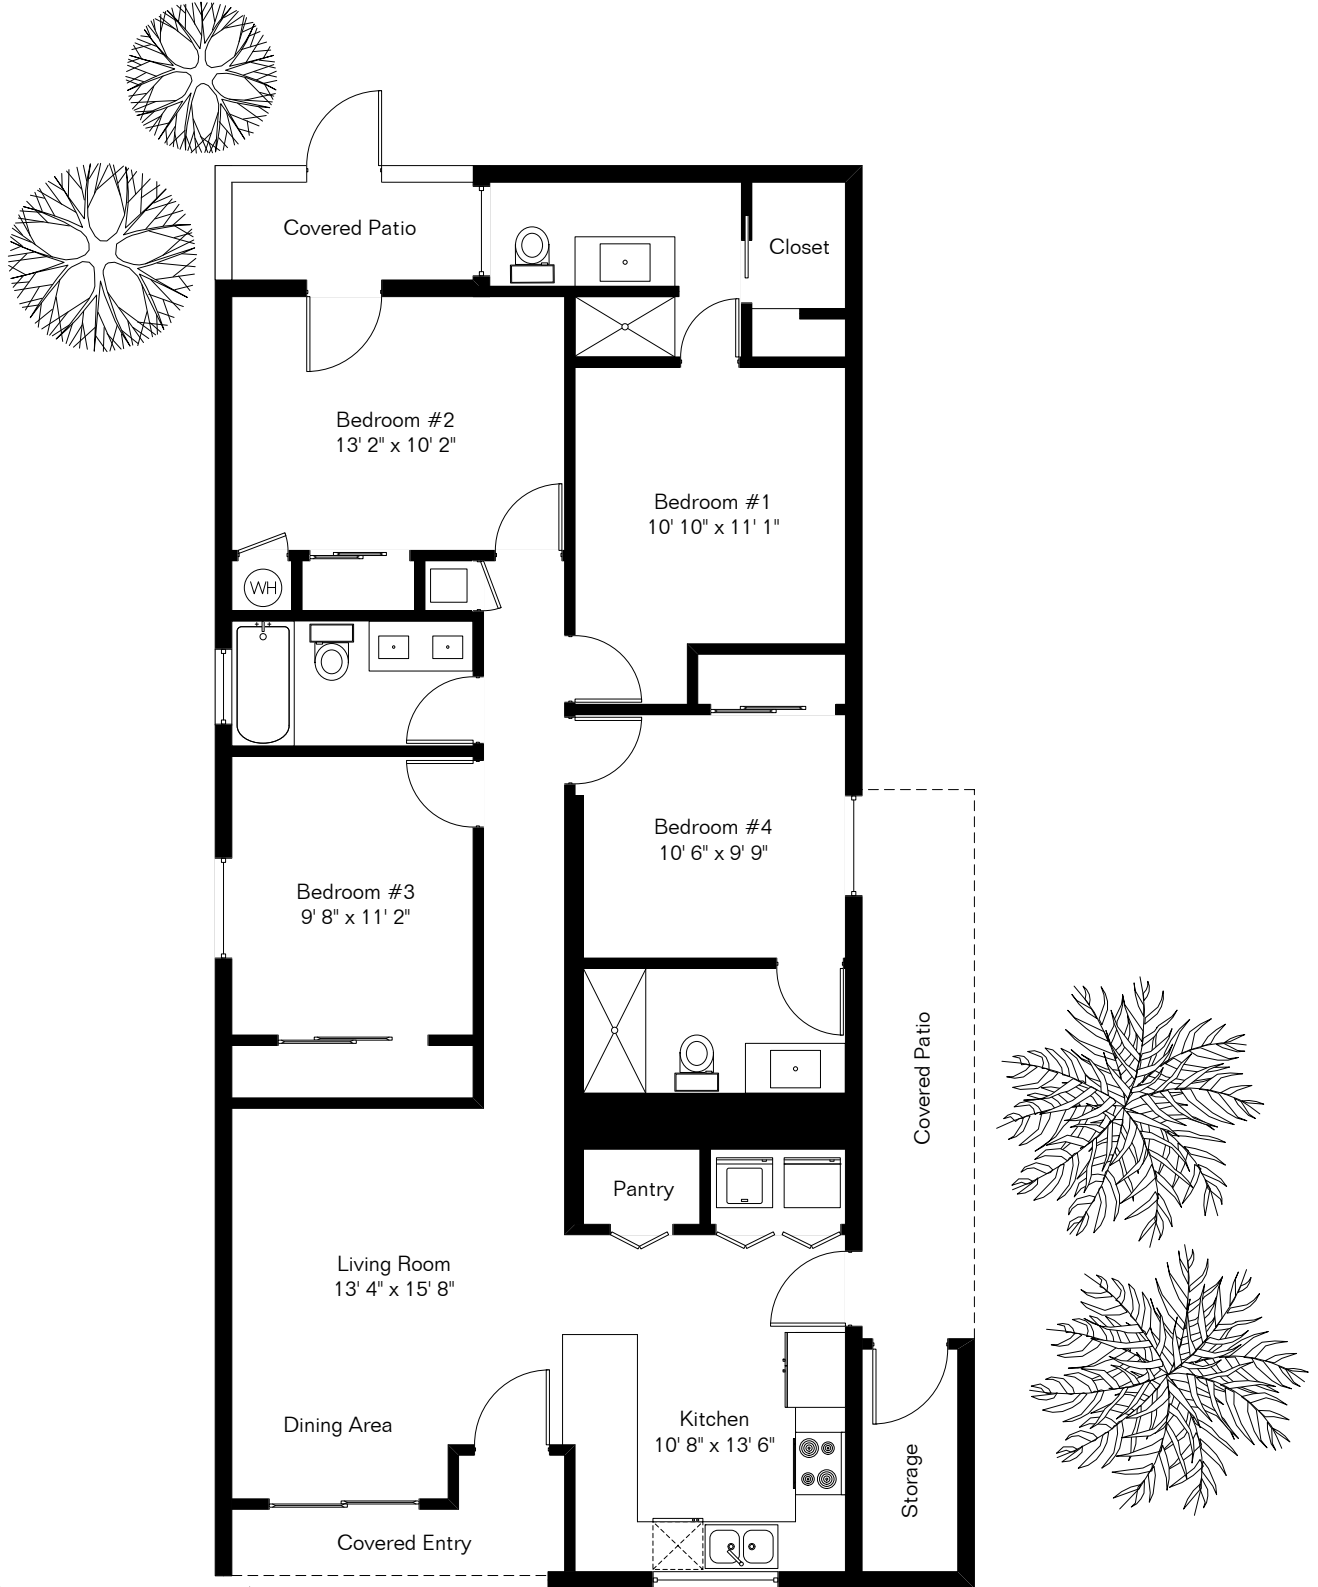 Covered Patio
Closet
Bedroom #2
13' 2" x 10' 2"
Bedroom #1
10' 10" x 11' 1"
WH
Bedroom #4
10' 6" x 9' 9"
Bedroom #3
9' 8" x 11' 2"
Covered Patio
Pantry
Living Room
13' 4" x 15' 8"
Dining Area
Kitchen
10' 8" x 13' 6"
Storage
Covered Entry